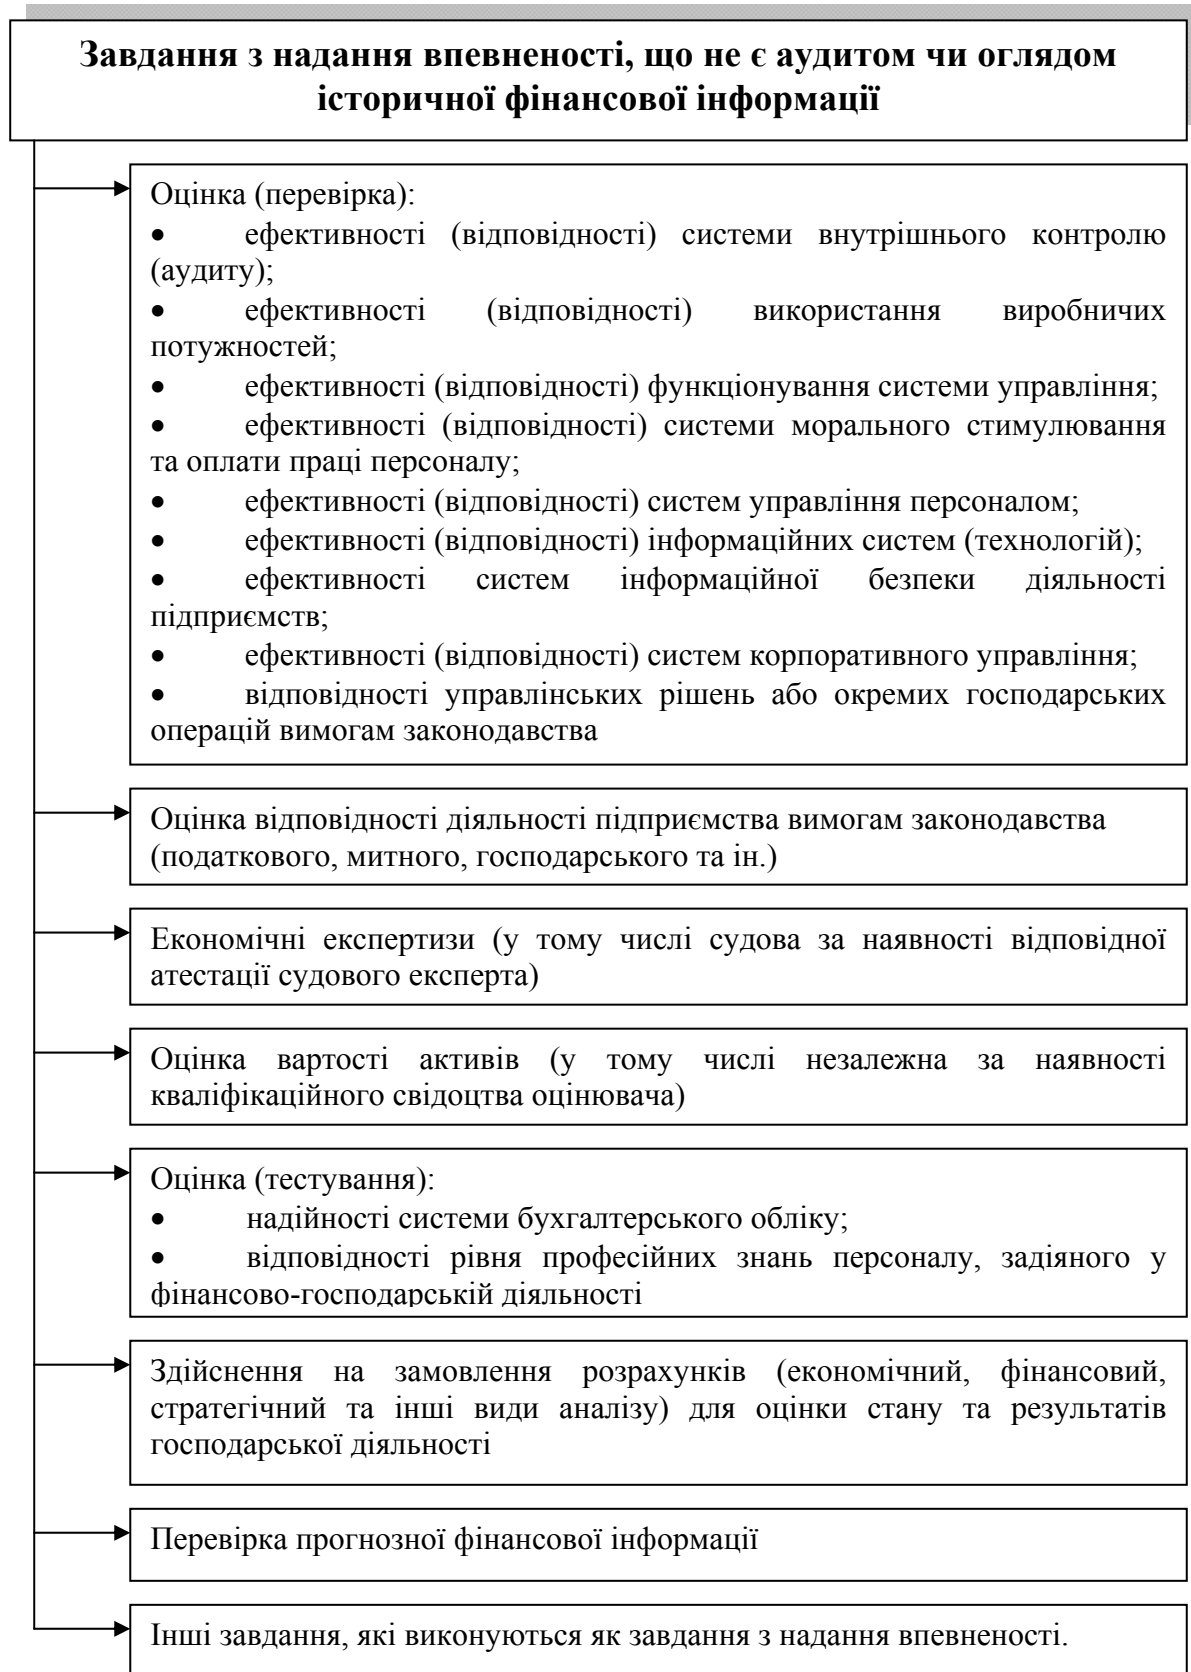 Завдання з надання впевненості, що не є аудитом чи оглядом
історичної фінансової інформації
Оцінка (перевірка):
• ефективності (відповідності) системи внутрішнього контролю
(аудиту);
• ефективності (відповідності) використання виробничих
потужностей;
• ефективності (відповідності) функціонування системи управління;
• ефективності (відповідності) системи морального стимулювання
та оплати праці персоналу;
• ефективності (відповідності) систем управління персоналом;
• ефективності (відповідності) інформаційних систем (технологій);
• ефективності систем інформаційної безпеки діяльності
підприємств;
• ефективності (відповідності) систем корпоративного управління;
• відповідності управлінських рішень або окремих господарських
операцій вимогам законодавства
Оцінка відповідності діяльності підприємства вимогам законодавства
(податкового, митного, господарського та ін.)
Економічні експертизи (у тому числі судова за наявності відповідної
атестації судового експерта)
Оцінка вартості активів (у тому числі незалежна за наявності
кваліфікаційного свідоцтва оцінювача)
Оцінка (тестування):
• надійності системи бухгалтерського обліку;
• відповідності рівня професійних знань персоналу, задіяного у
фінансово-господарській діяльності
Здійснення на замовлення розрахунків (економічний, фінансовий,
стратегічний та інші види аналізу) для оцінки стану та результатів
господарської діяльності
Перевірка прогнозної фінансової інформації
Інші завдання, які виконуються як завдання з надання впевненості.